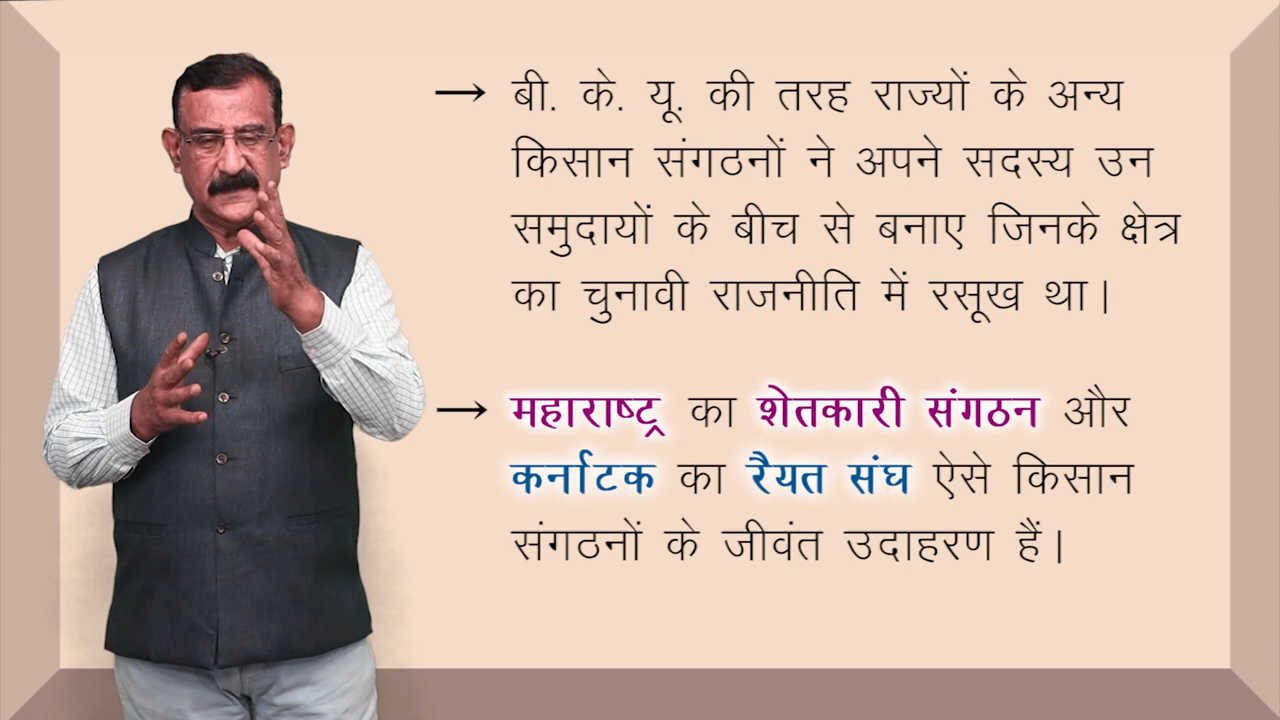 → बी. के. यू. की तरह राज्यों के अन्य
किसान संगठनों ने अपने सदस्य उन
समुदायों के बीच से बनाए जिनके क्षेत्र
का चुनावी राजनीति में रसूख था।
→ महाराष्ट्र का शेतकारी संगठन और
कर्नाटक का रैयत संघ ऐसे किसान
संगठनों के जीवंत उदाहरण हैं।